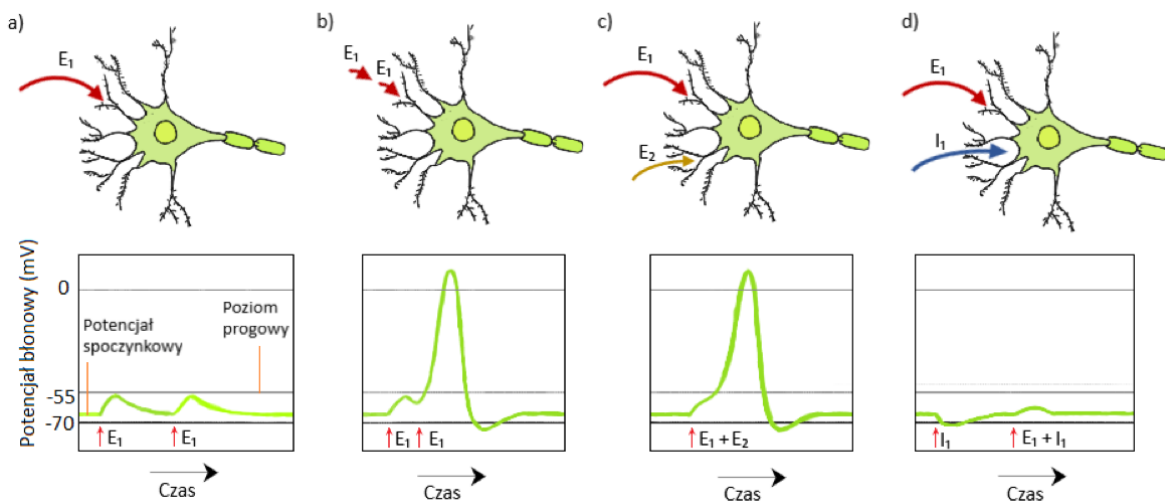 a)
E₁
b)
E₁
E₁
c)
E₁
E₂
d)
E₁
I₁
Potencjał błonowy (mV)
0
-55
-70
Potencjał
spoczynkowy
Poziom
progowy
E₁
E₁
Czas
E₁
E₁
Czas
E₁ + E₂
Czas
I₁
E₁ + I₁
Czas